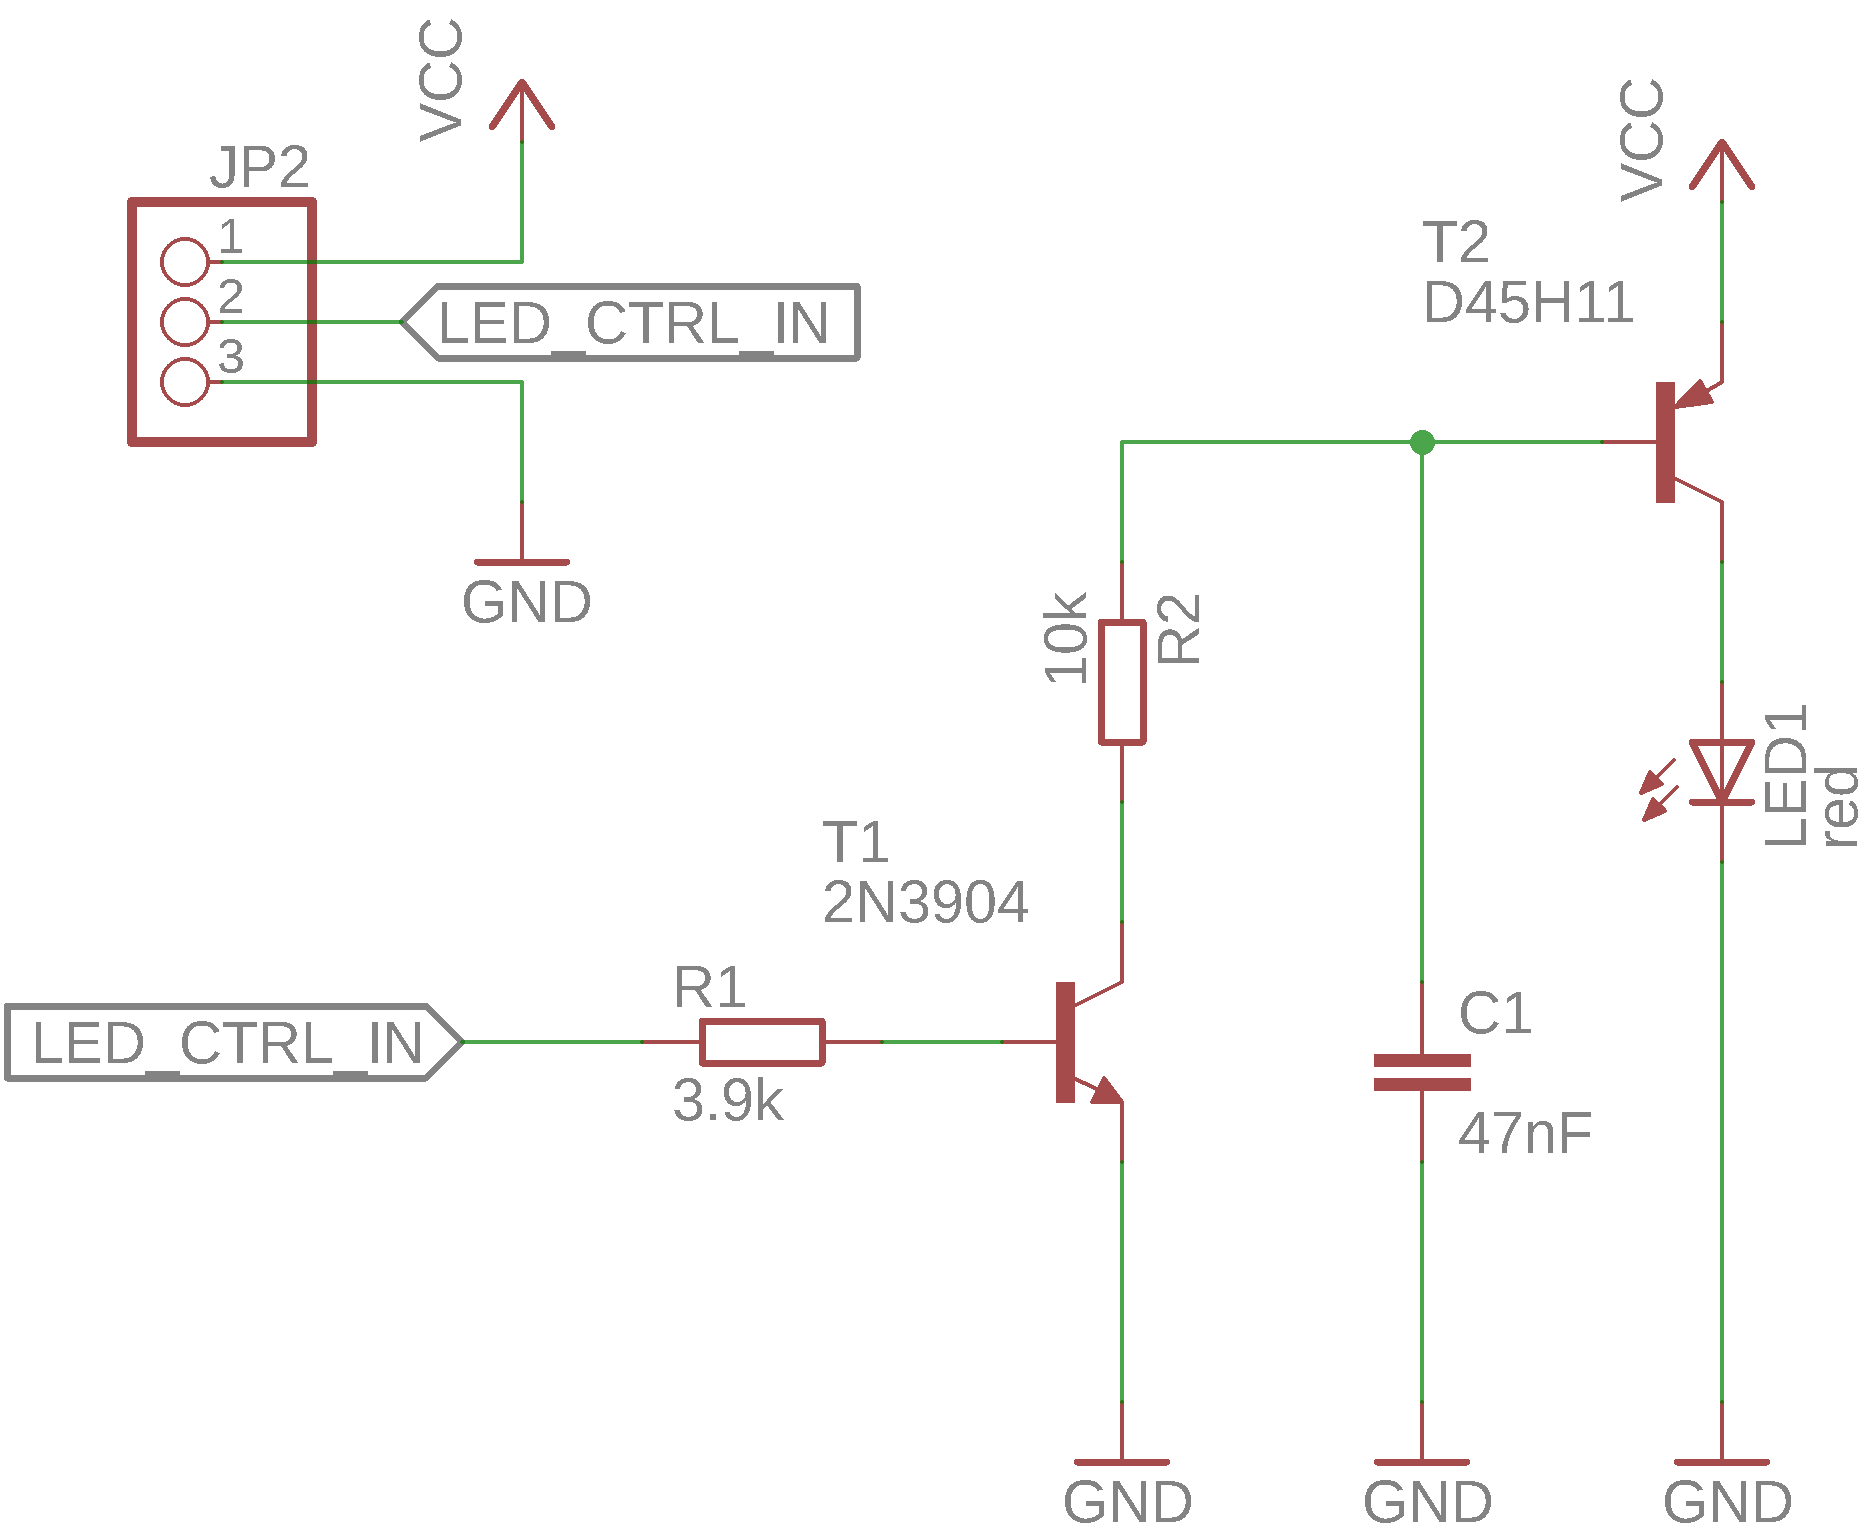 VCC
JP2
1
2
3
LED_CTRL_IN
GND
VCC
T2
D45H11
10k
R2
LED1
red
T1
2N3904
R1
3.9k
LED_CTRL_IN
C1
47nF
GND
GND
GND